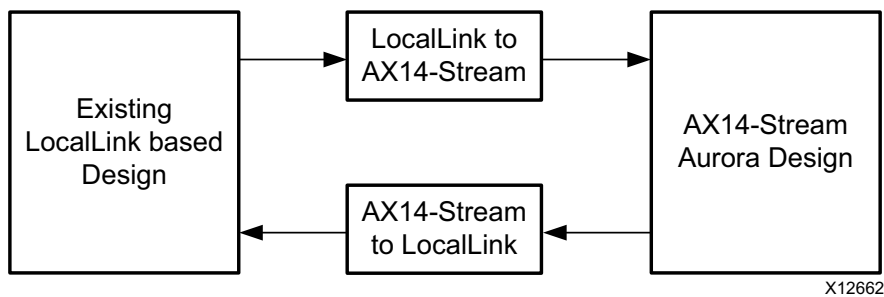 Existing
LocalLink based
Design
LocalLink to
AX14-Stream
AX14-Stream
to LocalLink
AX14-Stream
Aurora Design
X12662